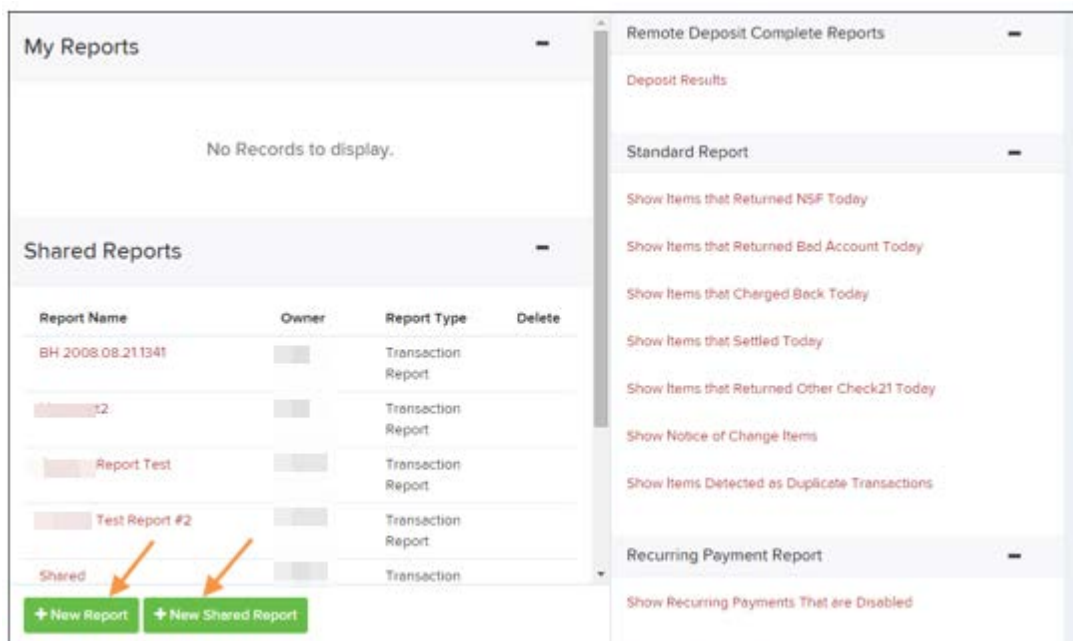 My Reports
No Records to display.
Shared Reports
Report Name Owner Report Type Delete
BH 2008.08.21.1341 Transaction
Report
t2 Transaction
Report
Report Test Transaction
Report
Test Report #2 Transaction
Report
Shared Transaction
+ New Report + New Shared Report
Remote Deposit Complete Reports
Deposit Results
Standard Report
Show Items that Returned NSF Today
Show Items that Returned Bad Account Today
Show Items that Charged Back Today
Show Items that Settled Today
Show Items that Returned Other Check21 Today
Show Notice of Change Items
Show Items Detected as Duplicate Transactions
Recurring Payment Report
Show Recurring Payments That are Disabled